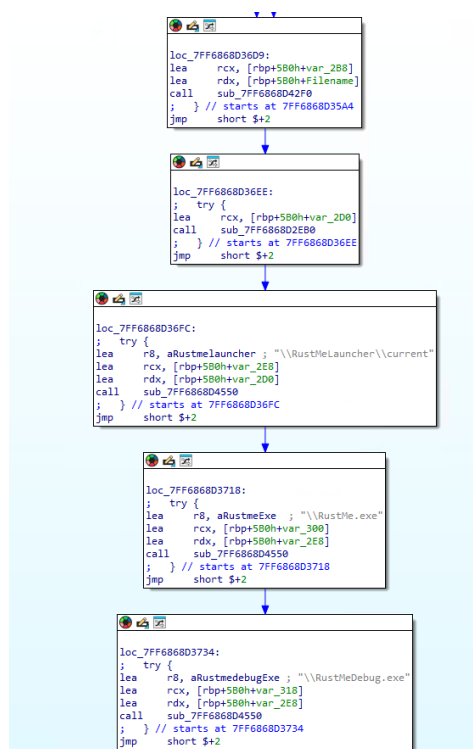 loc_7FF6868D36D9:
lea     rcx, [rbp+5B0h+var_2B8]
lea     rdx, [rbp+5B0h+Filename]
call    sub_7FF6868D42F0
;   } // starts at 7FF6868D35A4
jmp     short $+2
loc_7FF6868D36EE:
;   try {
lea     rcx, [rbp+5B0h+var_2D0]
call    sub_7FF6868D2EB0
;   } // starts at 7FF6868D36EE
jmp     short $+2
loc_7FF6868D36FC:
;   try {
lea     r8, aRustmelauncher ; "\\RustMeLauncher\\current"
lea     rcx, [rbp+5B0h+var_2E8]
lea     rdx, [rbp+5B0h+var_2D0]
call    sub_7FF6868D4550
;   } // starts at 7FF6868D36FC
jmp     short $+2
loc_7FF6868D3718:
;   try {
lea     r8, aRustmeExe  ; "\\RustMe.exe"
lea     rcx, [rbp+5B0h+var_300]
lea     rdx, [rbp+5B0h+var_2E8]
call    sub_7FF6868D4550
;   } // starts at 7FF6868D3718
jmp     short $+2
loc_7FF6868D3734:
;   try {
lea     r8, aRustmedebugExe ; "\\RustMeDebug.exe"
lea     rcx, [rbp+5B0h+var_318]
lea     rdx, [rbp+5B0h+var_2E8]
call    sub_7FF6868D4550
;   } // starts at 7FF6868D3734
jmp     short $+2